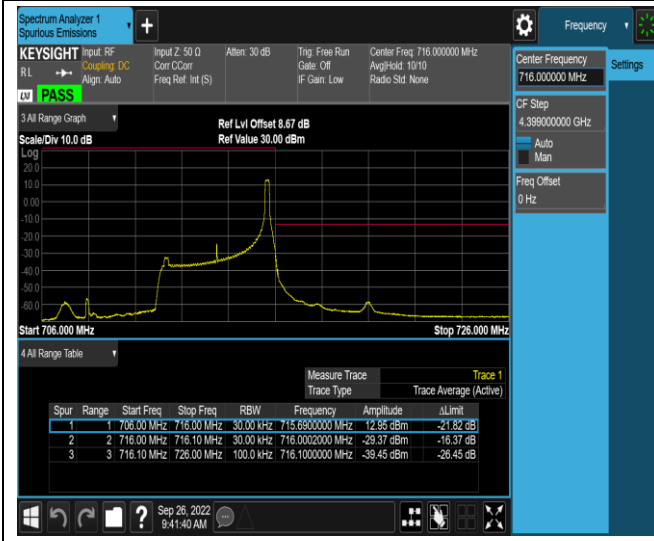 Spectrum Analyzer 1
Spurious Emissions
Frequency
KEYSIGHT Input: RF Input Z: 50 Ω Atten: 30 dB Trig: Free Run Center Freq: 716.000000 MHz
RL Coupling: DC Corr CCorr Gate: Off Avg|Hold: 10/10
Align: Auto Freq Ref: Int (S) IF Gain: Low Radio Std: None
LXI PASS
Center Frequency
716.000000 MHz
Settings
CF Step
4.399000000 GHz
Auto
Man
Freq Offset
0 Hz
3 All Range Graph
Ref Lvl Offset 8.67 dB
Scale/Div 10.0 dB Ref Value 30.00 dBm
Log
20.0
10.0
0.00
-10.0
-20.0
-30.0
-40.0
-50.0
-60.0
Start 706.000 MHz Stop 726.000 MHz
4 All Range Table
Measure Trace Trace 1
Trace Type Trace Average (Active)
Spur Range Start Freq Stop Freq RBW Frequency Amplitude ΔLimit
1 1 706.00 MHz 716.00 MHz 30.00 kHz 715.6900000 MHz 12.95 dBm -21.82 dB
2 2 716.00 MHz 716.10 MHz 30.00 kHz 716.0002000 MHz -29.37 dBm -16.37 dB
3 3 716.10 MHz 726.00 MHz 100.0 kHz 716.1000000 MHz -39.45 dBm -26.45 dB
Sep 26, 2022
9:41:40 AM